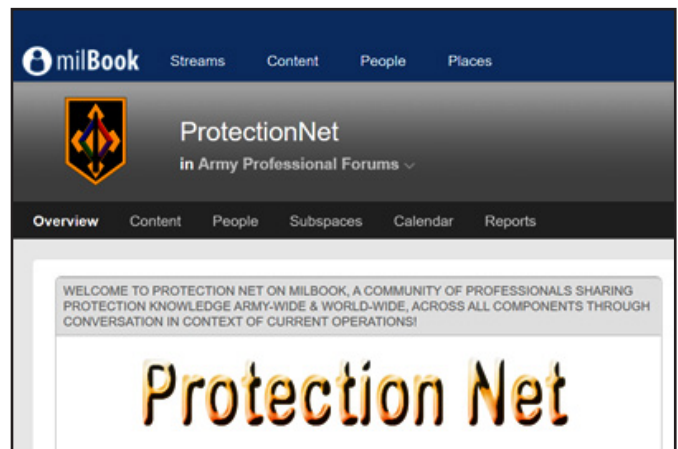 milBook Streams Content People Places
ProtectionNet
in Army Professional Forums
Overview Content People Subspaces Calendar Reports
WELCOME TO PROTECTION NET ON MILBOOK, A COMMUNITY OF PROFESSIONALS SHARING
PROTECTION KNOWLEDGE ARMY-WIDE & WORLD-WIDE, ACROSS ALL COMPONENTS THROUGH
CONVERSATION IN CONTEXT OF CURRENT OPERATIONS!
Protection Net